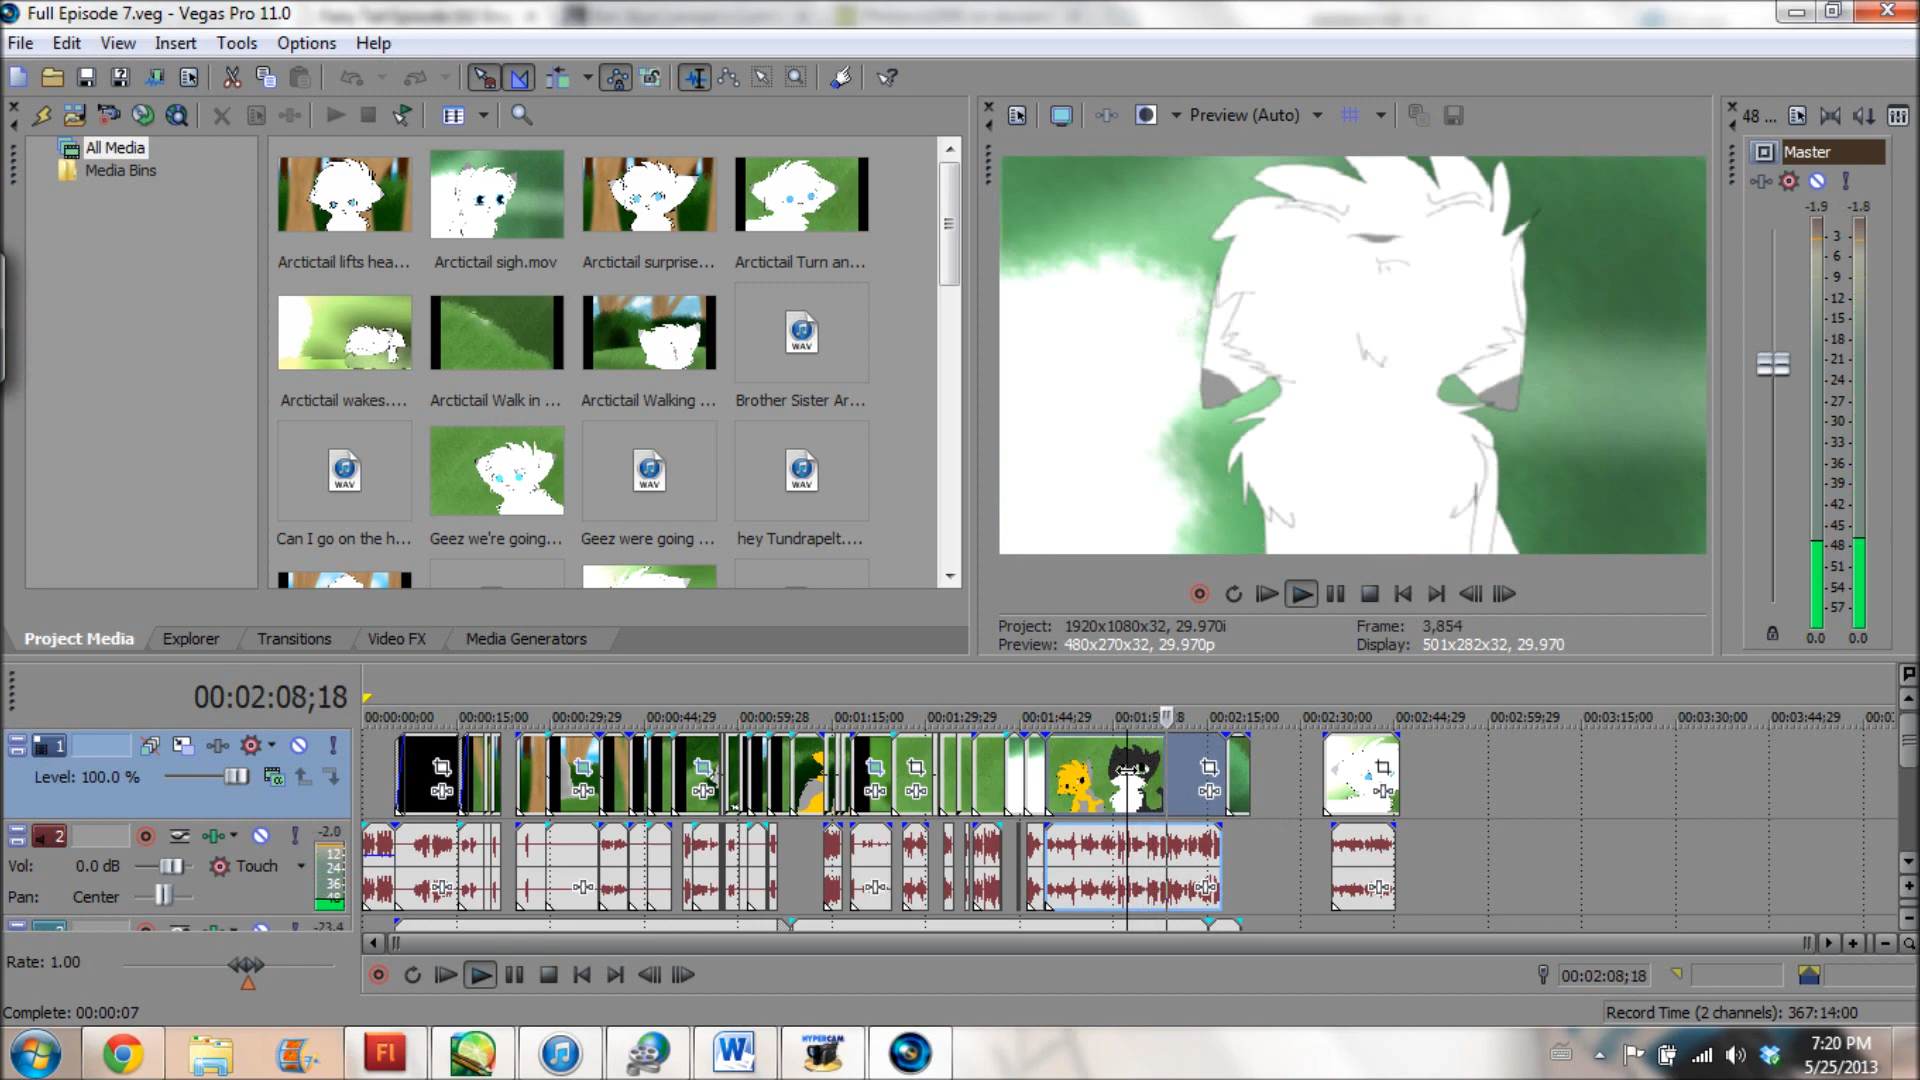 Full Episode 7.veg - Vegas Pro 11.0
File Edit View Insert Tools Options Help
Preview (Auto)
48 ...
All Media
Media Bins
Master
-1.9 -1.8
3
6
9
12
15
18
21
24
27
30
33
36
39
42
45
48
51
54
57
0.0 0.0
Arctictail lifts hea... Arctictail sigh.mov Arctictail surprise... Arctictail Turn an...
WAV
Arctictail wakes.... Arctictail Walk in ... Arctictail Walking ... Brother Sister Ar...
WAV WAV WAV
Can I go on the h... Geez we're going... Geez were going ... hey Tundrapelt....
Project Media Explorer Transitions Video FX Media Generators
Project: 1920x1080x32, 29.970i
Preview: 480x270x32, 29.970p
Frame: 3,854
Display: 501x282x32, 29.970
00:02:08;18
00:00:00;00 00:00:15;00 00:00:29;29 00:00:44;29 00:00:59;28 00:01:15;00 00:01:29;29 00:01:44;29 00:01:5 8 00:02:15;00 00:02:30;00 00:02:44;29 00:02:59;29 00:03:15;00 00:03:30;00 00:03:44;29
1
Level: 100.0 %
2
-2.0
12
24
36
48
Vol: 0.0 dB Touch
Pan: Center
-23.4
Rate: 1.00
00:02:08;18
Complete: 00:00:07
Record Time (2 channels): 367:14:00
Fl
W
HYPERCAM
7:20 PM
5/25/2013